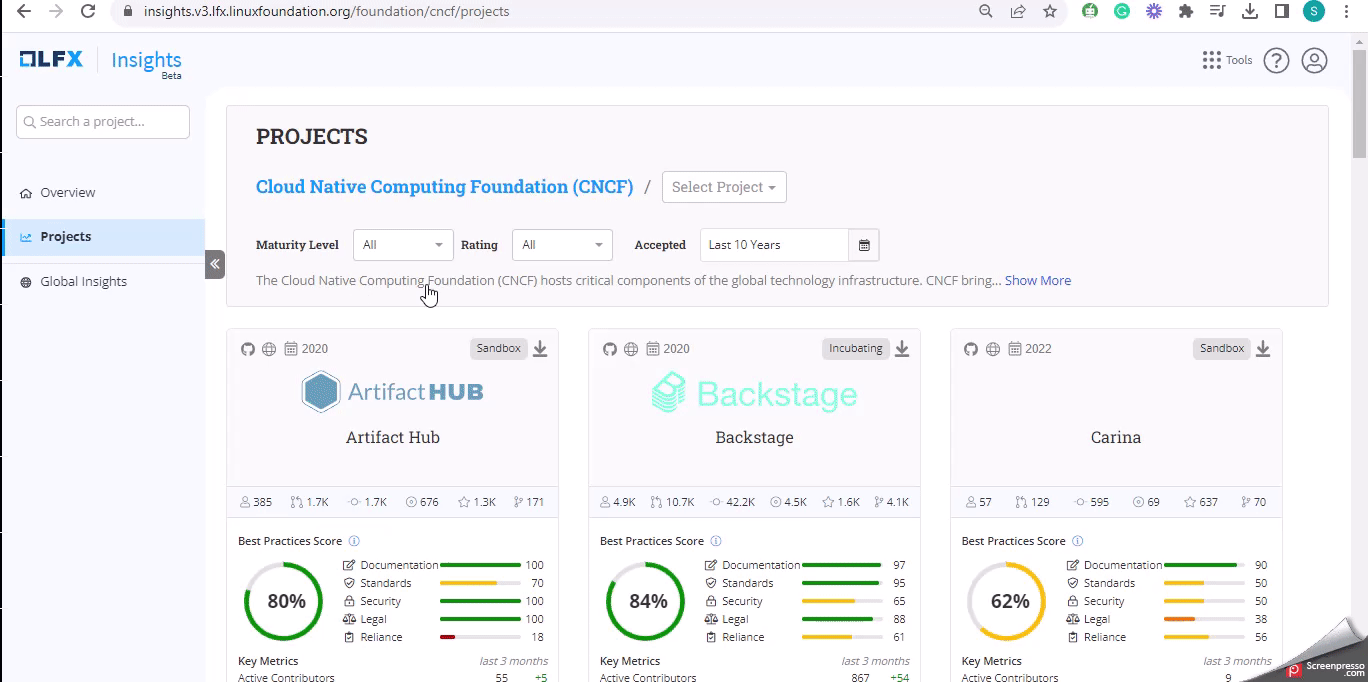 insights.v3.lfx.linuxfoundation.org/foundation/cncf/projects
S
LFX Insights
Beta
Tools ?
Search a project...
Overview
Projects
Global Insights
PROJECTS
Cloud Native Computing Foundation (CNCF) / Select Project
Maturity Level All Rating All Accepted Last 10 Years
The Cloud Native Computing Foundation (CNCF) hosts critical components of the global technology infrastructure. CNCF bring... Show More
2020 Sandbox
Artifact HUB
Artifact Hub
385 1.7K 1.7K 676 1.3K 171
Best Practices Score
80%
Documentation 100
Standards 70
Security 100
Legal 100
Reliance 18
Key Metrics last 3 months
Active Contributors 55 +5
2020 Incubating
Backstage
Backstage
4.9K 10.7K 42.2K 4.5K 1.6K 4.1K
Best Practices Score
84%
Documentation 97
Standards 95
Security 65
Legal 88
Reliance 61
Key Metrics last 3 months
Active Contributors 867 +54
2022 Sandbox
Carina
57 129 595 69 637 70
Best Practices Score
62%
Documentation 90
Standards 50
Security 50
Legal 38
Reliance 56
Key Metrics last 3 months
Active Contributors 9
Screenpresso
.com